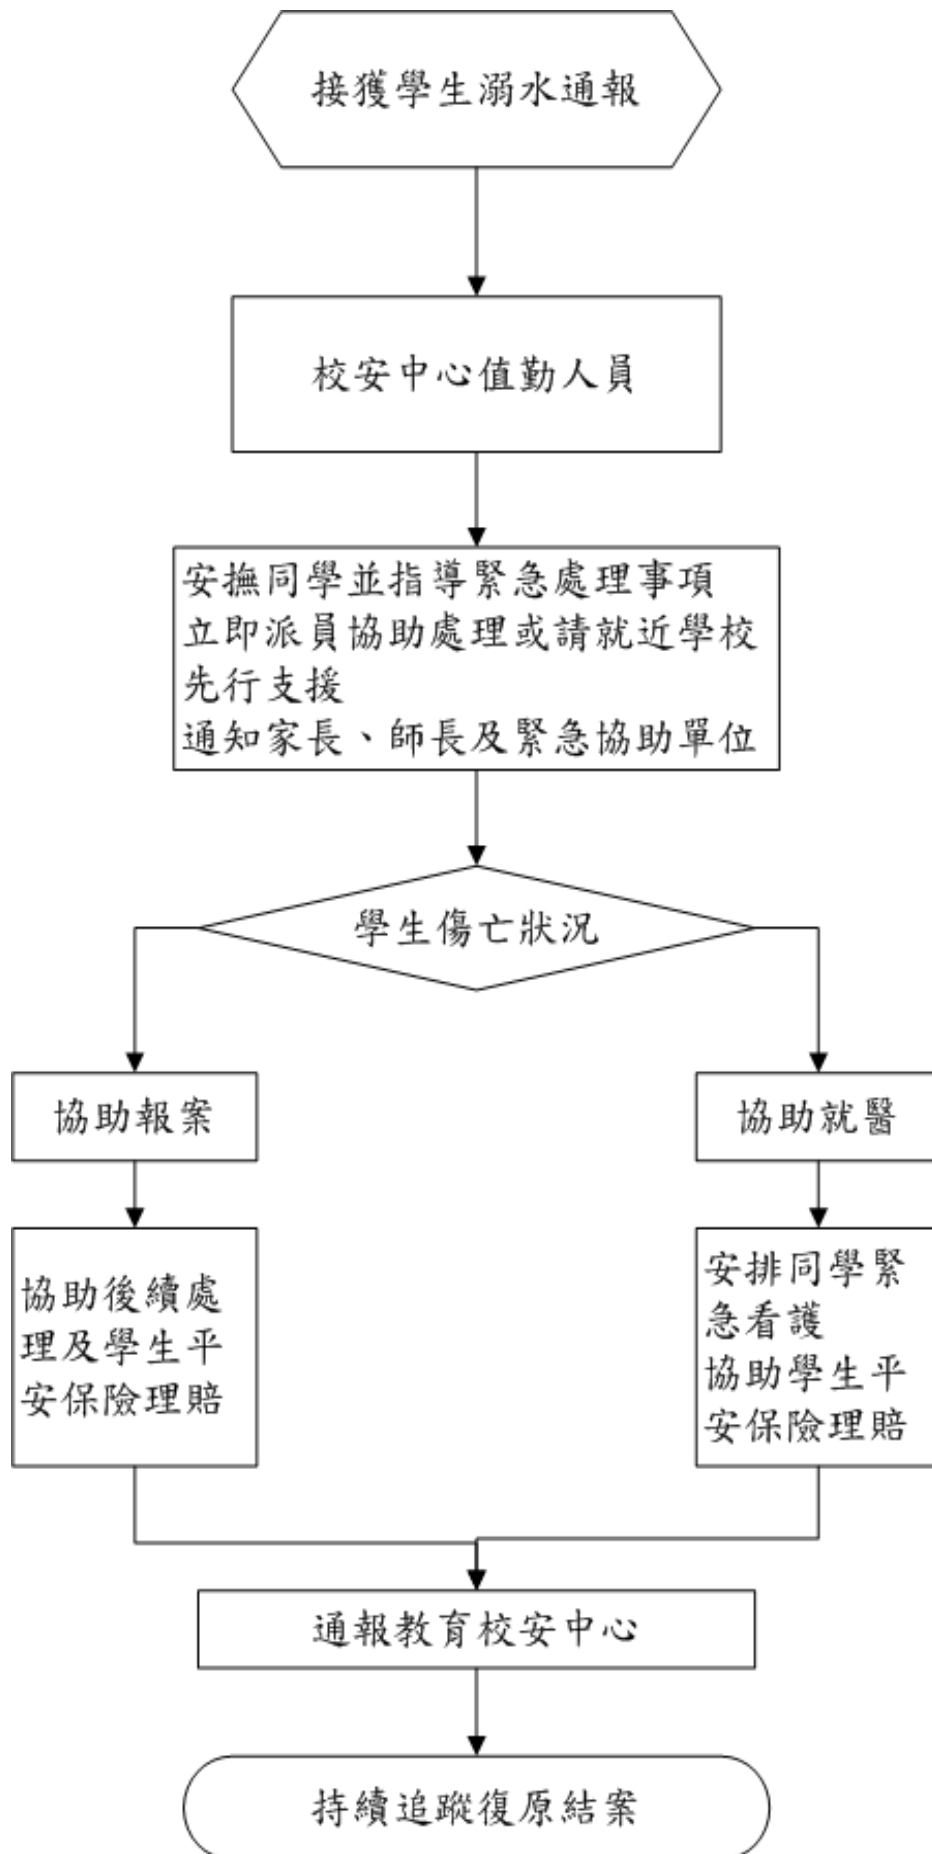 接獲學生溺水通報
校安中心值勤人員
安撫同學並指導緊急處理事項
立即派員協助處理或請就近學校
先行支援
通知家長、師長及緊急協助單位
學生傷亡狀況
協助報案
協助就醫
協助後續處
理及學生平
安保險理賠
安排同學緊
急看護
協助學生平
安保險理賠
通報教育校安中心
持續追蹤復原結案